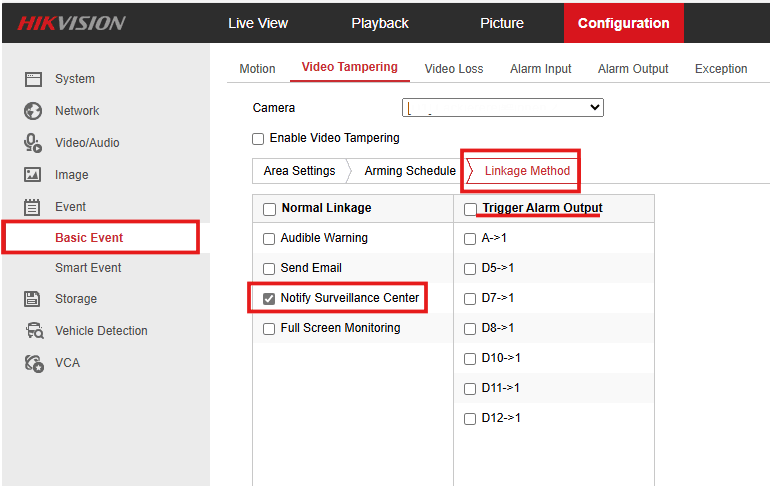 HIKVISION Live View Playback Picture Configuration
System
Network
Video/Audio
Image
Event
Basic Event
Smart Event
Storage
Vehicle Detection
VCA
Motion Video Tampering Video Loss Alarm Input Alarm Output Exception
Camera
Enable Video Tampering
Area Settings Arming Schedule Linkage Method
Normal Linkage Trigger Alarm Output
Audible Warning A->1
Send Email D5->1
Notify Surveillance Center D7->1
Full Screen Monitoring D8->1
D10->1
D11->1
D12->1